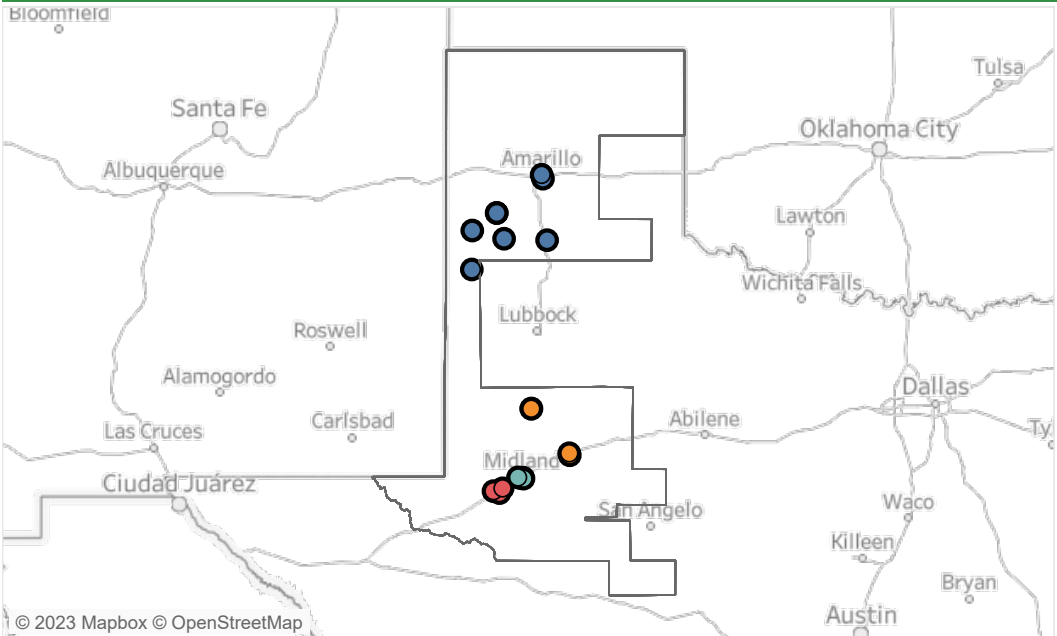 Bloomfield
Tulsa
Santa Fe
Oklahoma City
Amarillo
Albuquerque
Lawton
Wichita Falls
Lubbock
Roswell
Alamogordo
Dallas
Carlsbad
Abilene
Las Cruces
Ty
Midland
Ciudad Juárez
San Angelo
Waco
Killeen
Bryan
Austin
© 2023 Mapbox © OpenStreetMap